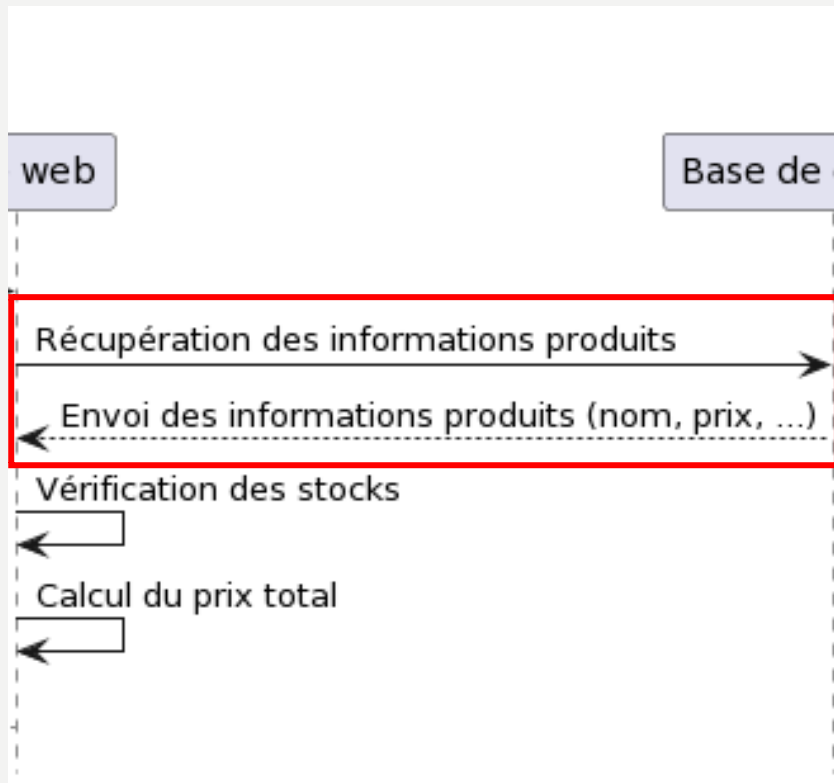 web
Base de
Récupération des informations produits
Envoi des informations produits (nom, prix, ...)
Vérification des stocks
Calcul du prix total